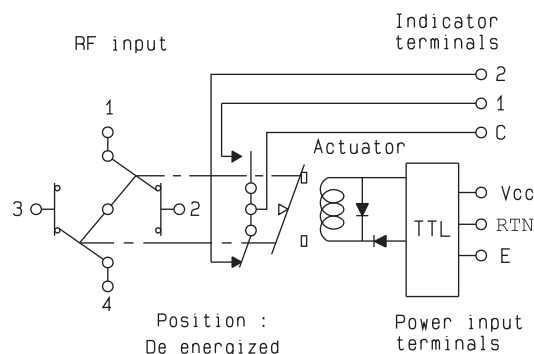 Indicator
terminals
RF input
2
1
C
1
Actuator
3
2
TTL
Vcc
RTN
E
4
Position :
De energized
Power input
terminals